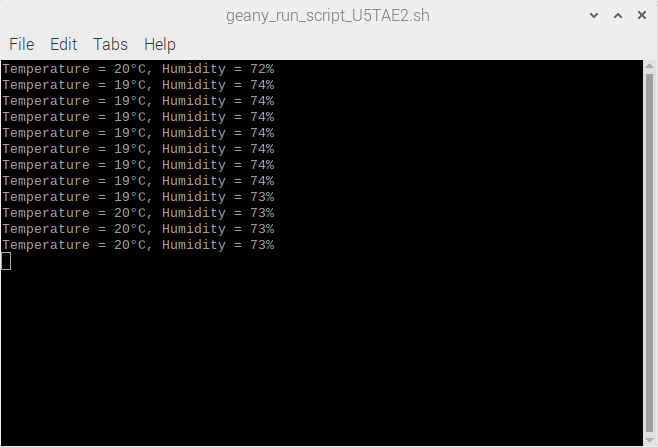 geany_run_script_U5TAE2.sh
File Edit Tabs Help
Temperature = 20°C, Humidity = 72%
Temperature = 19°C, Humidity = 74%
Temperature = 19°C, Humidity = 74%
Temperature = 19°C, Humidity = 74%
Temperature = 19°C, Humidity = 74%
Temperature = 19°C, Humidity = 74%
Temperature = 19°C, Humidity = 74%
Temperature = 19°C, Humidity = 74%
Temperature = 19°C, Humidity = 73%
Temperature = 20°C, Humidity = 73%
Temperature = 20°C, Humidity = 73%
Temperature = 20°C, Humidity = 73%